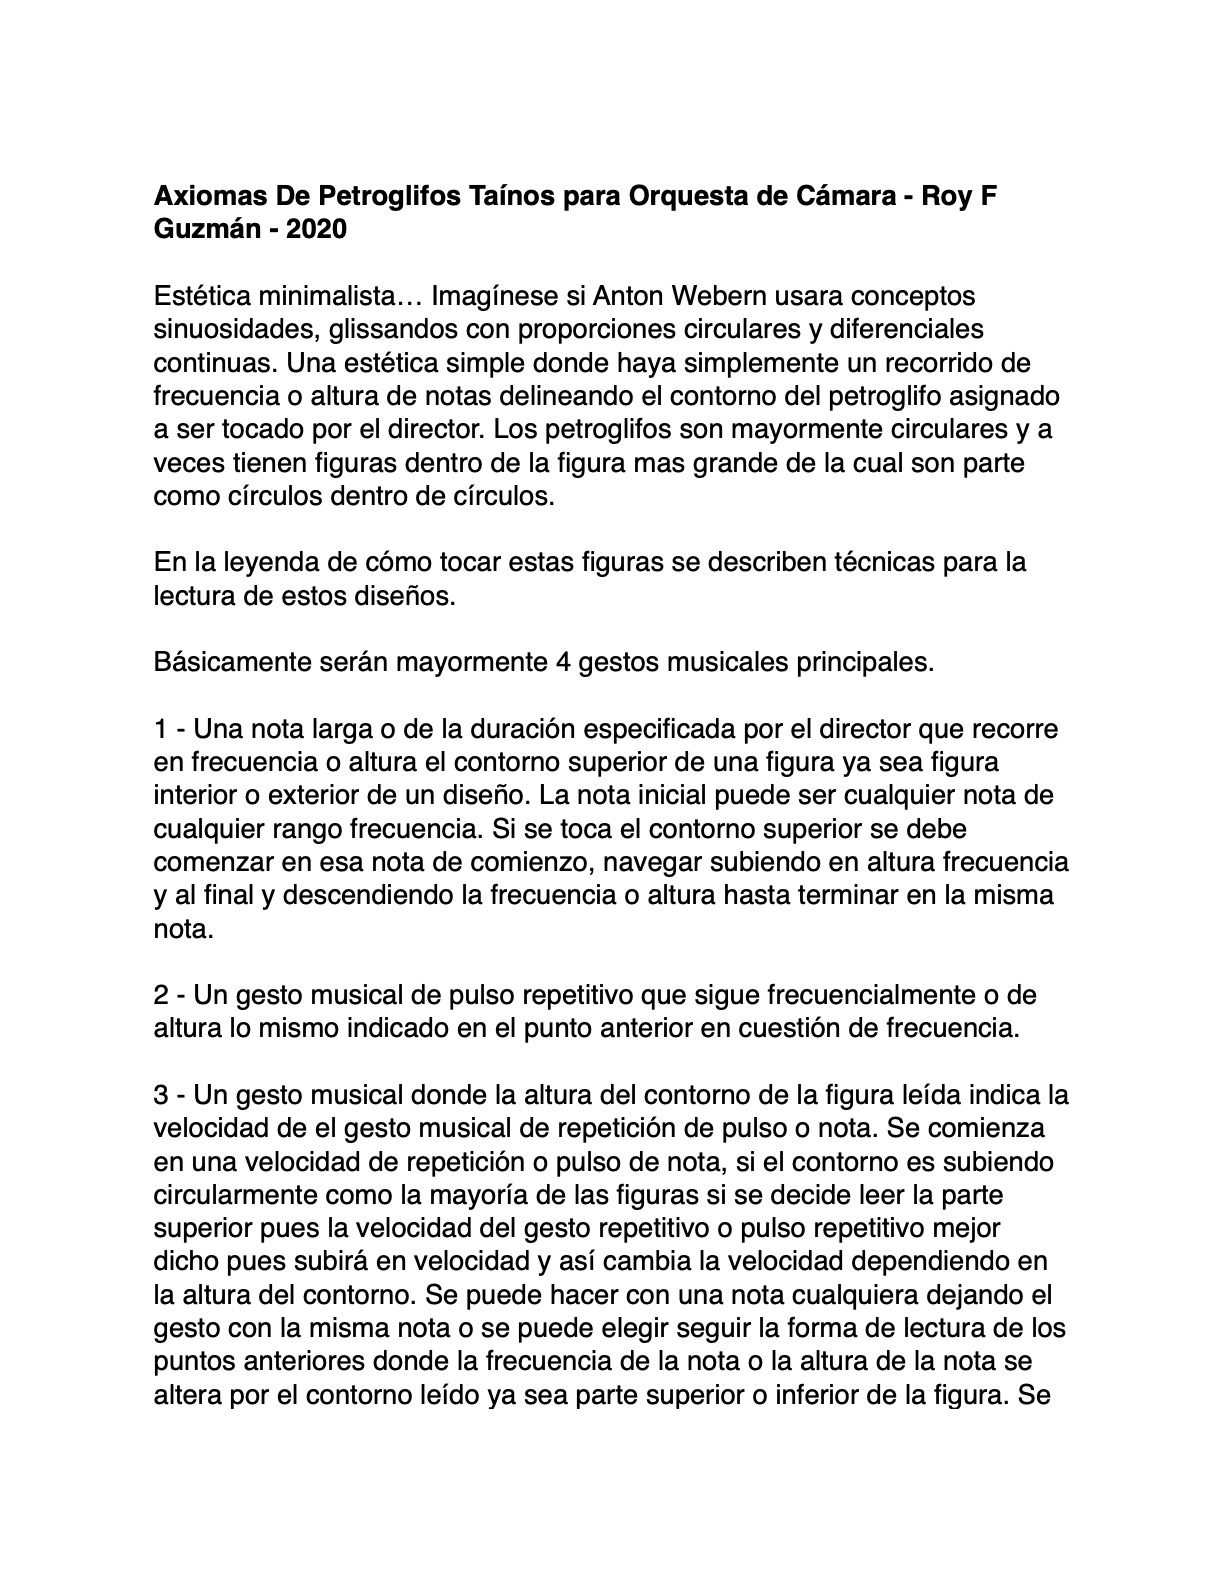 Axiomas De Petroglifos Taínos para Orquesta de Cámara - Roy F
Guzmán - 2020
Estética minimalista… Imagínese si Anton Webern usara conceptos
sinuosidades, glissandos con proporciones circulares y diferenciales
continuas. Una estética simple donde haya simplemente un recorrido de
frecuencia o altura de notas delineando el contorno del petroglifo asignado
a ser tocado por el director. Los petroglifos son mayormente circulares y a
veces tienen figuras dentro de la figura mas grande de la cual son parte
como círculos dentro de círculos.
En la leyenda de cómo tocar estas figuras se describen técnicas para la
lectura de estos diseños.
Básicamente serán mayormente 4 gestos musicales principales.
1 - Una nota larga o de la duración especificada por el director que recorre
en frecuencia o altura el contorno superior de una figura ya sea figura
interior o exterior de un diseño. La nota inicial puede ser cualquier nota de
cualquier rango frecuencia. Si se toca el contorno superior se debe
comenzar en esa nota de comienzo, navegar subiendo en altura frecuencia
y al final y descendiendo la frecuencia o altura hasta terminar en la misma
nota.
2 - Un gesto musical de pulso repetitivo que sigue frecuencialmente o de
altura lo mismo indicado en el punto anterior en cuestión de frecuencia.
3 - Un gesto musical donde la altura del contorno de la figura leída indica la
velocidad de el gesto musical de repetición de pulso o nota. Se comienza
en una velocidad de repetición o pulso de nota, si el contorno es subiendo
circularmente como la mayoría de las figuras si se decide leer la parte
superior pues la velocidad del gesto repetitivo o pulso repetitivo mejor
dicho pues subirá en velocidad y así cambia la velocidad dependiendo en
la altura del contorno. Se puede hacer con una nota cualquiera dejando el
gesto con la misma nota o se puede elegir seguir la forma de lectura de los
puntos anteriores donde la frecuencia de la nota o la altura de la nota se
altera por el contorno leído ya sea parte superior o inferior de la figura. Se